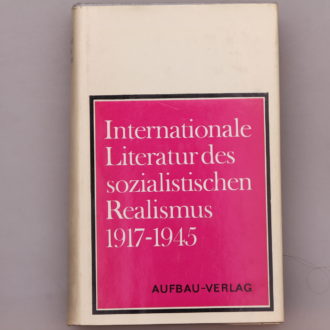 Internationale
Literatur des
sozialistischen
Realismus
1917-1945
AUFBAU-VERLAG